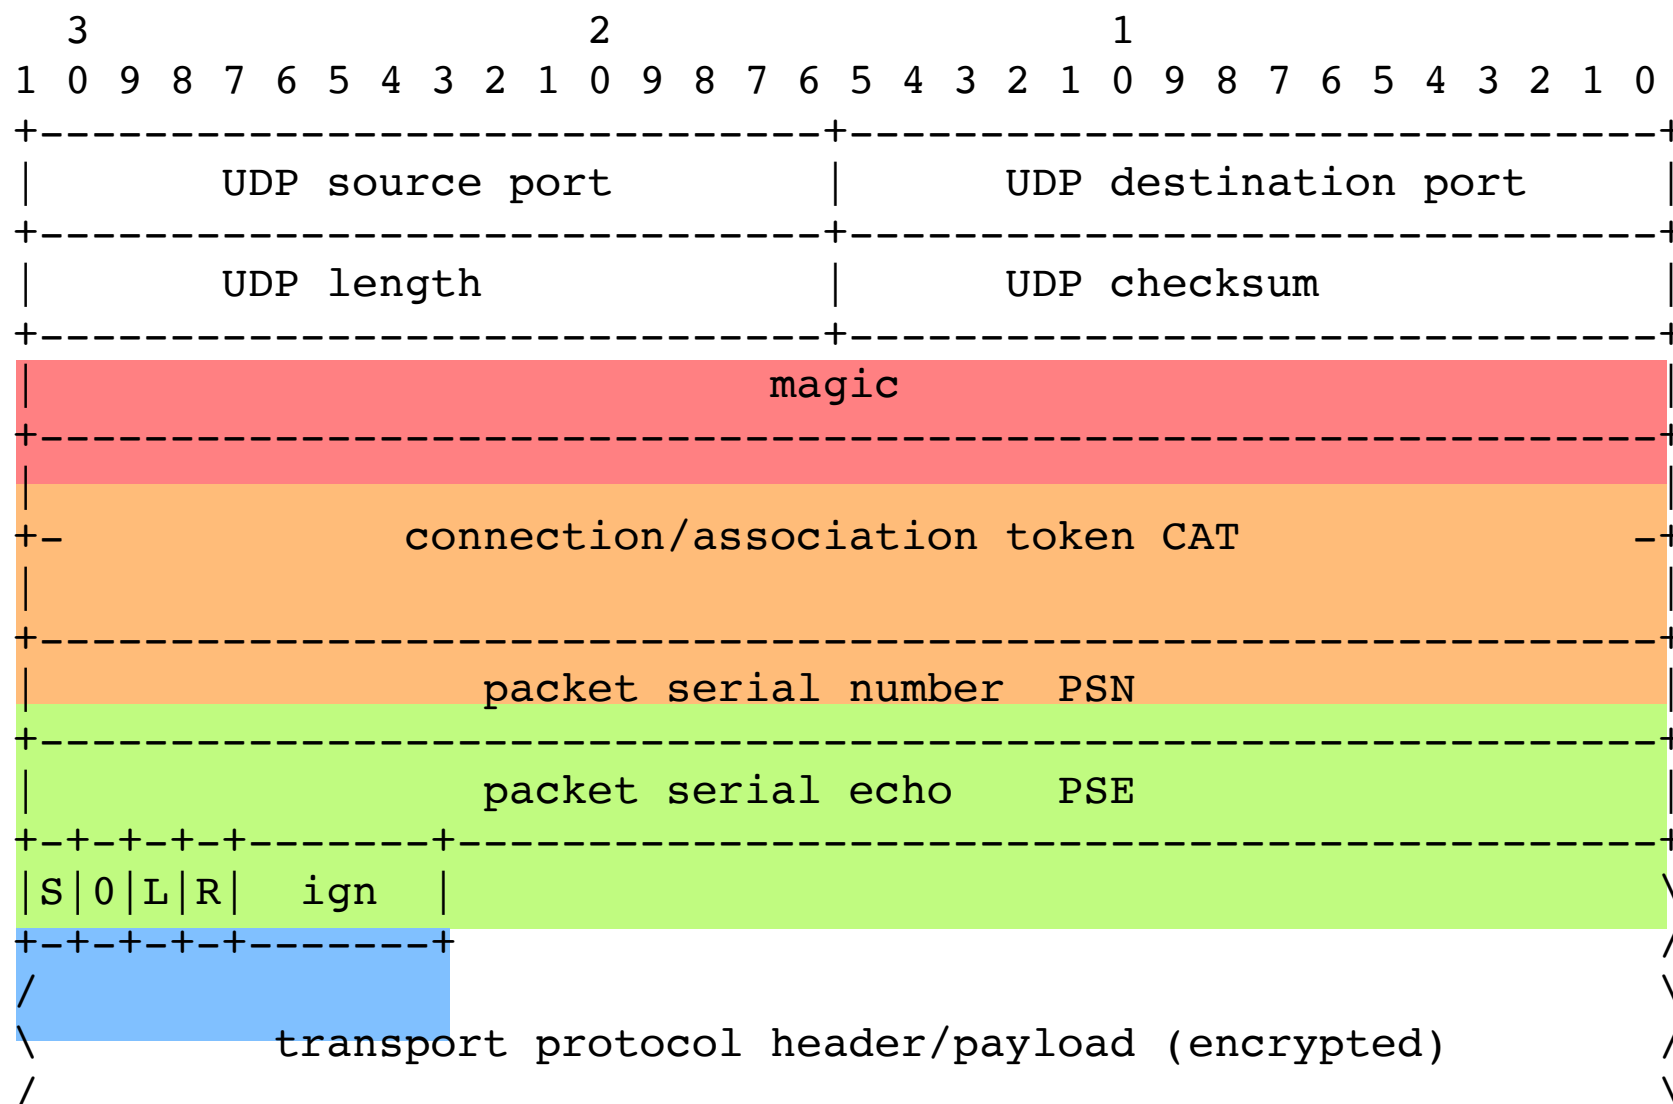 3                   2                   1
1 0 9 8 7 6 5 4 3 2 1 0 9 8 7 6 5 4 3 2 1 0 9 8 7 6 5 4 3 2 1 0
+------------------------------+-------------------------------+
|       UDP source port        |      UDP destination port     |
+------------------------------+-------------------------------+
|       UDP length             |      UDP checksum             |
+------------------------------+-------------------------------+
|                            magic                             |
+--------------------------------------------------------------+
|                                                              |
+-             connection/association token CAT               -+
|                                                              |
+--------------------------------------------------------------+
|                 packet serial number  PSN                    |
+--------------------------------------------------------------+
|                 packet serial echo    PSE                    |
+-+-+-+-+-------+----------------------------------------------+
|S|0|L|R|  ign  |                                              \
+-+-+-+-+-------+                                              /
/                                                              \
\         transport protocol header/payload (encrypted)        /
/                                                              \